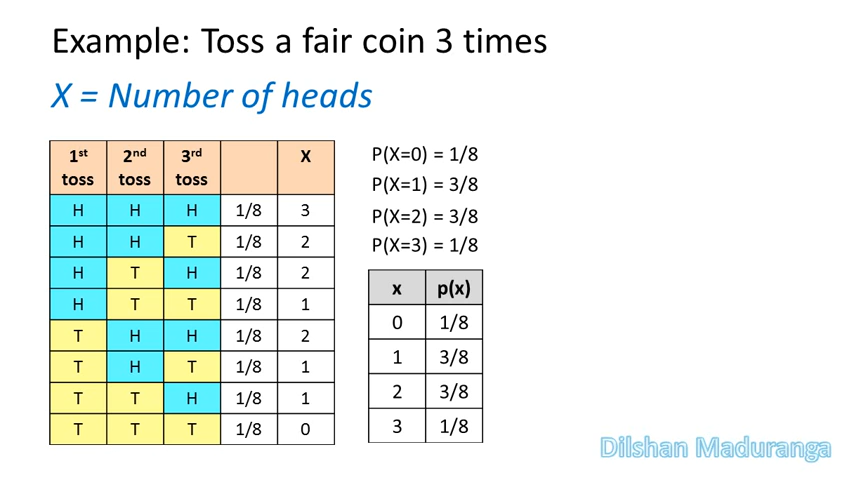 Example: Toss a fair coin 3 times
X = Number of heads
1st toss 2nd toss 3rd toss X
H H H 1/8 3
H H T 1/8 2
H T H 1/8 2
H T T 1/8 1
T H H 1/8 2
T H T 1/8 1
T T H 1/8 1
T T T 1/8 0
P(X=0) = 1/8
P(X=1) = 3/8
P(X=2) = 3/8
P(X=3) = 1/8
x p(x)
0 1/8
1 3/8
2 3/8
3 1/8
Dilshan Maduranga